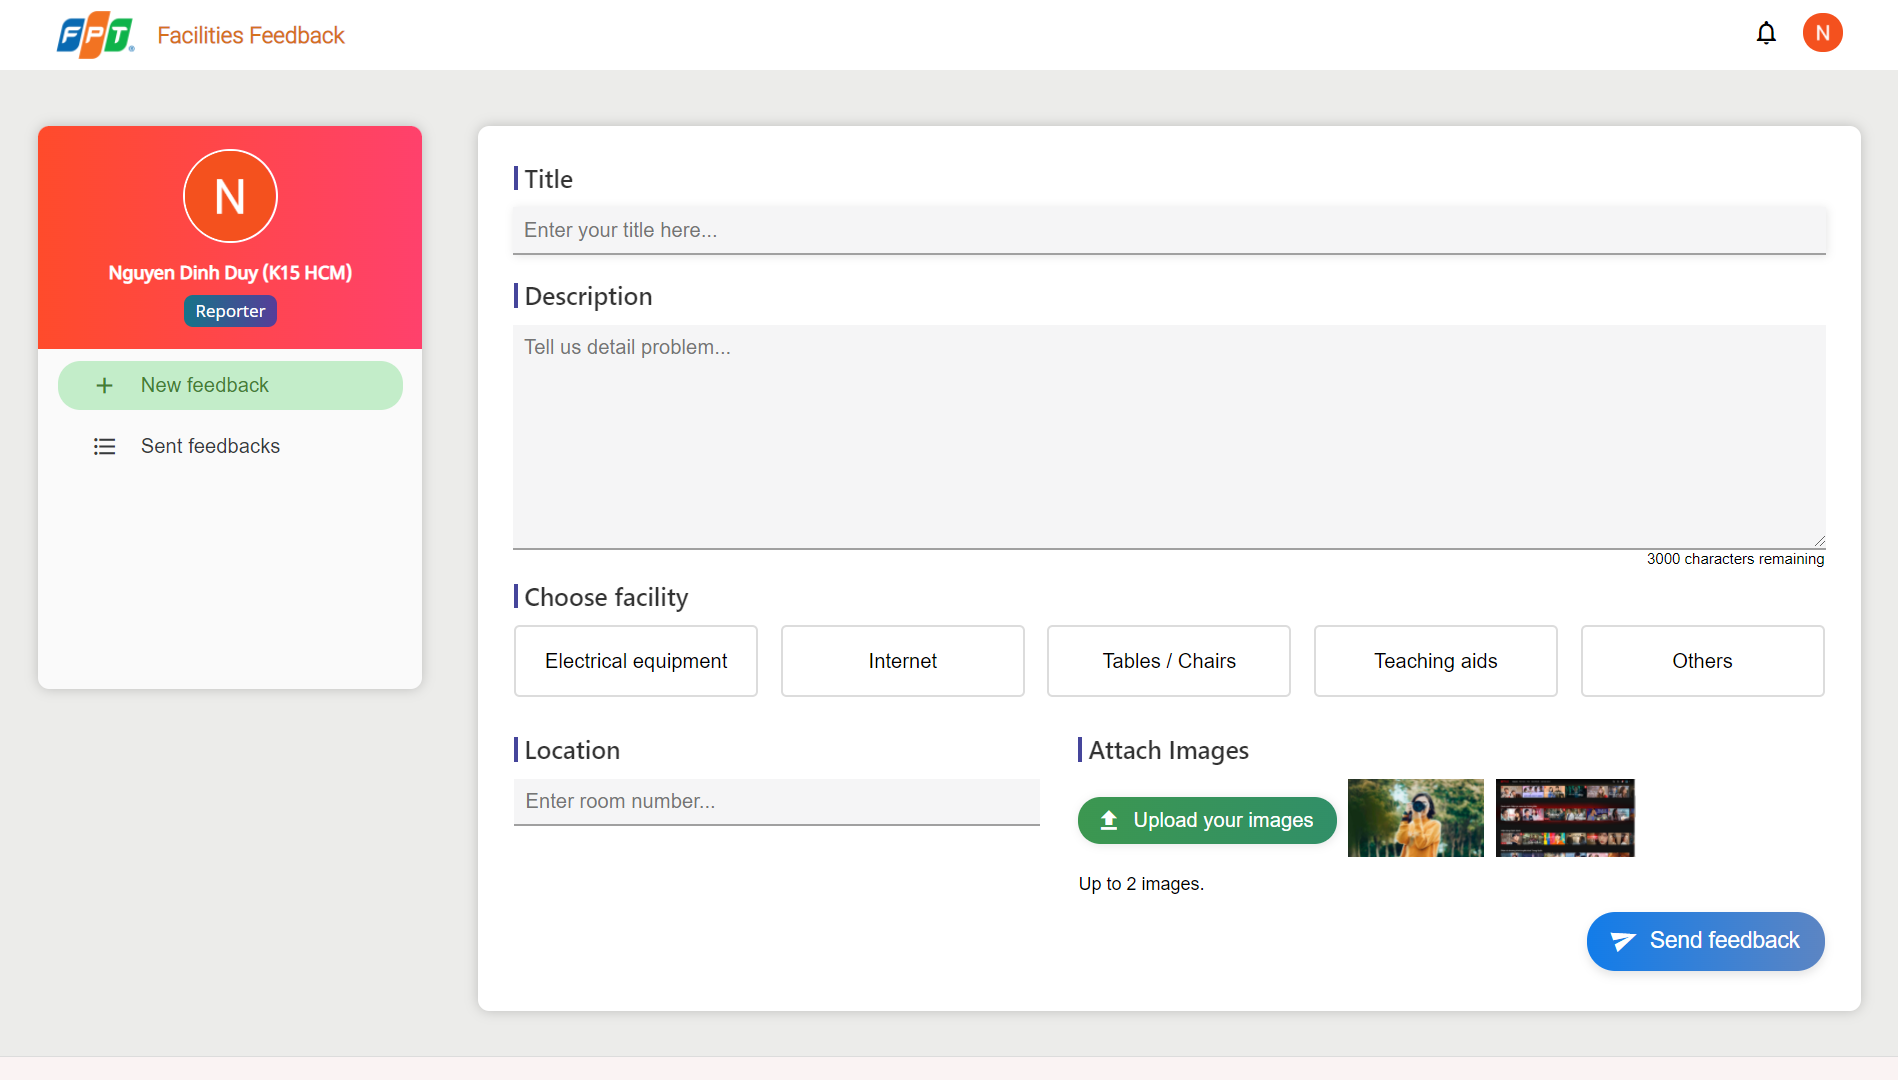 FPT
Facilities Feedback
N
N
Nguyen Dinh Duy (K15 HCM)
Reporter
New feedback
Sent feedbacks
Title
Enter your title here...
Description
Tell us detail problem...
3000 characters remaining
Choose facility
Electrical equipment
Internet
Tables / Chairs
Teaching aids
Others
Location
Enter room number...
Attach Images
Upload your images
Up to 2 images.
Send feedback